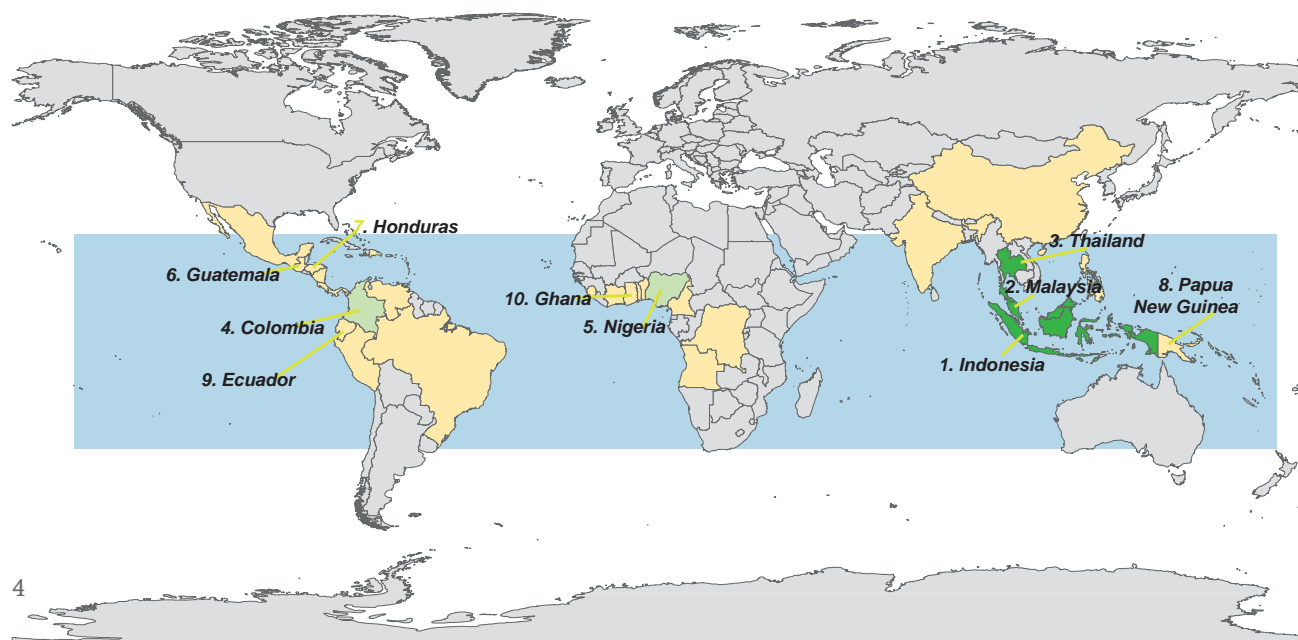 7. Honduras
3. Thailand
6. Guatemala
2. Malaysia
8. Papua
New Guinea
10. Ghana
4. Colombia
5. Nigeria
1. Indonesia
9. Ecuador
4